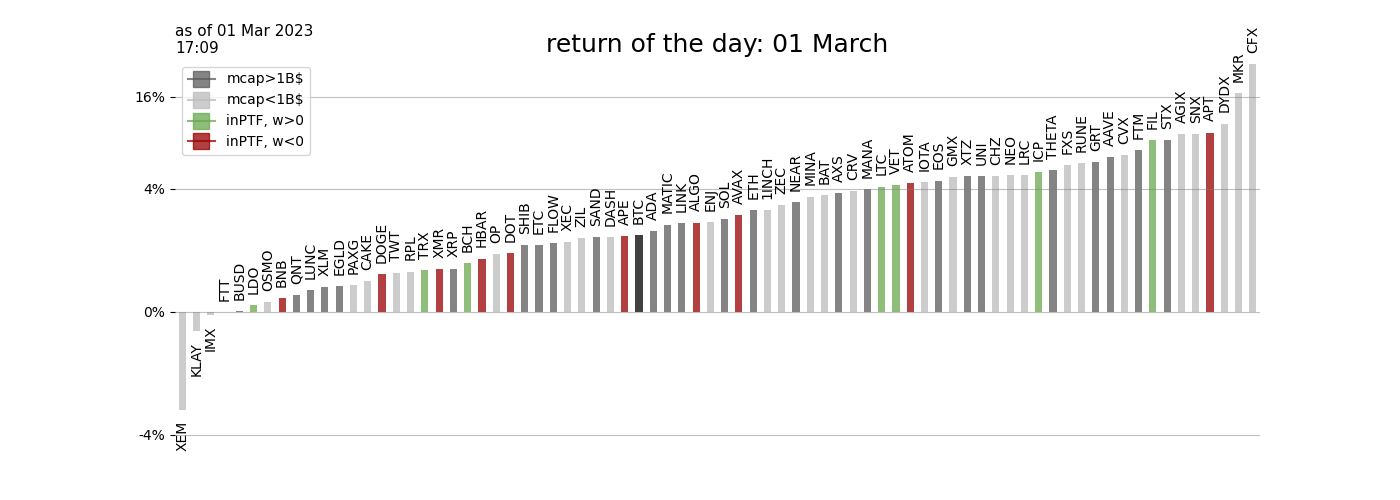 as of 01 Mar 2023
17:09
return of the day: 01 March
mcap>1B$
mcap<1B$
inPTF, w>0
inPTF, w<0
16%
4%
0%
-4%
XEM
KLAY
IMX
FTT
BUSD
LDO
OSMO
BNB
QNT
LUNC
XLM
EGLD
PAXG
CAKE
DOGE
TWT
RPL
TRX
XMR
XRP
BCH
HBAR
OP
DOT
SHIB
ETC
FLOW
XEC
ZIL
SAND
DASH
APE
BTC
ADA
MATIC
LINK
ALGO
ENJ
SOL
AVAX
ETH
1INCH
ZEC
NEAR
MINA
BAT
AXS
CRV
MANA
LTC
VET
ATOM
IOTA
EOS
GMX
XTZ
UNI
CHZ
NEO
LRC
ICP
THETA
FXS
RUNE
GRT
AAVE
CVX
FTM
FIL
STX
AGIX
SNX
APT
DYDX
MKR
CFX